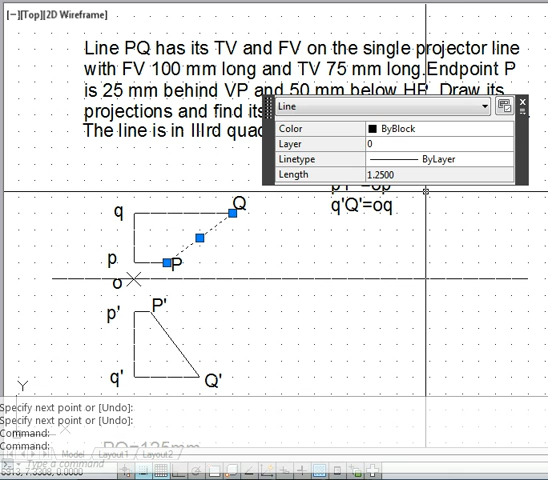 [–][Top][2D Wireframe]
Line PQ has its TV and FV on the single projector line
with FV 100 mm long and TV 75 mm long.Endpoint P
is 25 mm behind VP and 50 mm below HP. Draw its
projections and find its
The line is in IIIrd quad
Line
Color ByBlock
Layer 0
Linetype ByLayer
Length 1.2500
q'Q'=oq
q Q
p P
o
p' P'
q' Q'
Y
Specify next point or [Undo]:
Specify next point or [Undo]:
Command:
Command:
PQ=125mm
Model Layout1 Layout2
Type a command